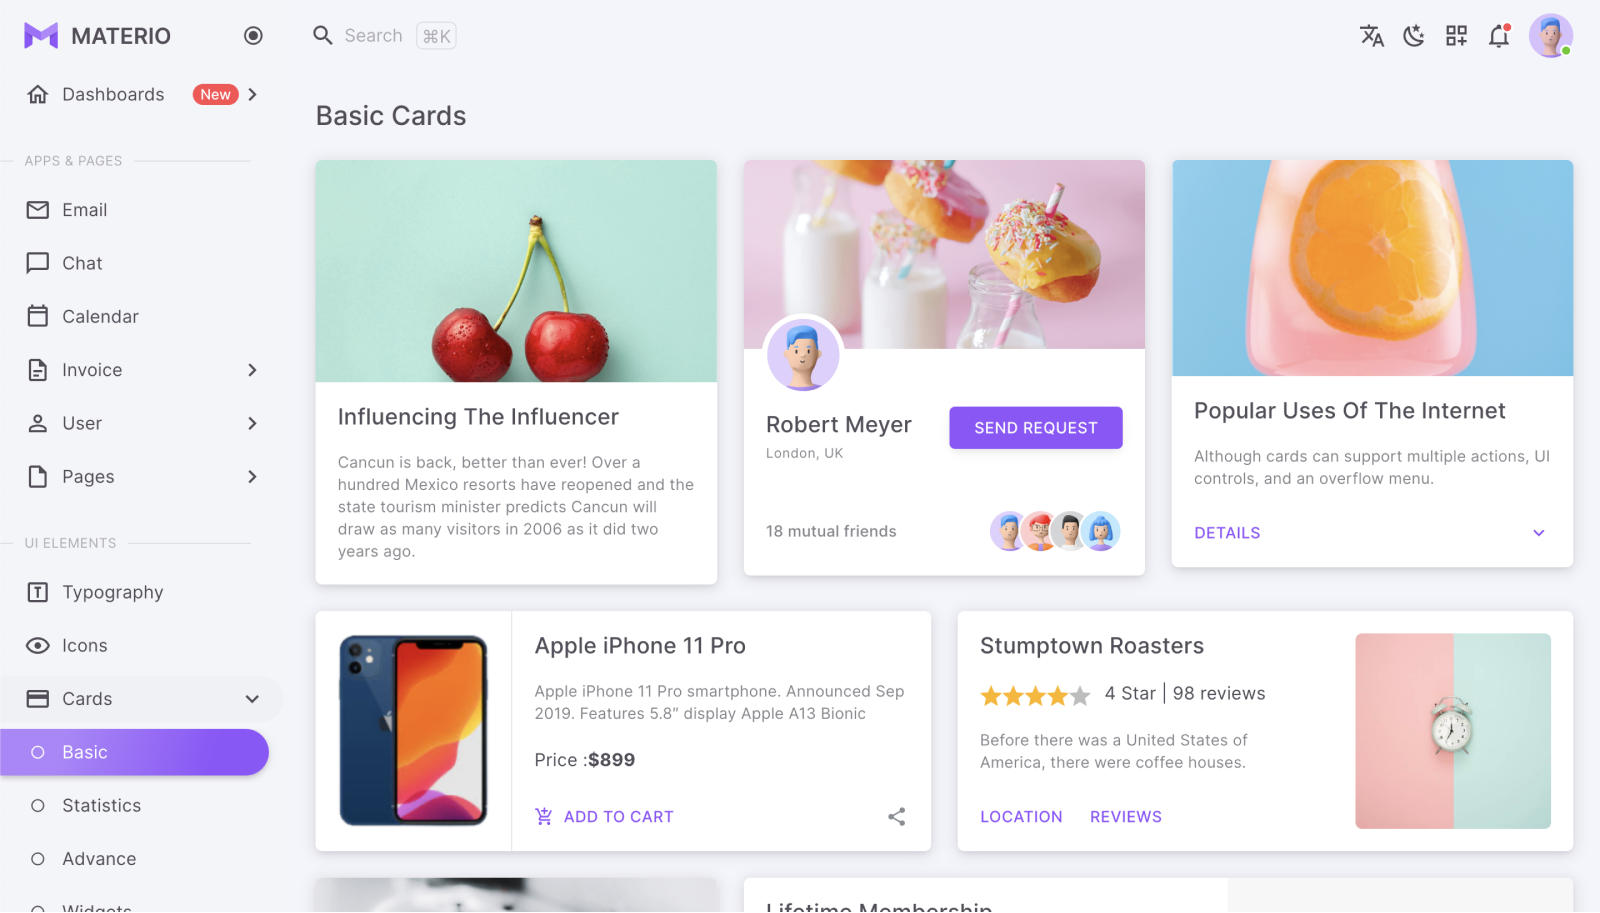 MATERIO
Search ⌘K
Dashboards New
APPS & PAGES
Email
Chat
Calendar
Invoice
User
Pages
UI ELEMENTS
Typography
Icons
Cards
Basic
Statistics
Advance
Widgets
Basic Cards
Influencing The Influencer
Cancun is back, better than ever! Over a
hundred Mexico resorts have reopened and the
state tourism minister predicts Cancun will
draw as many visitors in 2006 as it did two
years ago.
Robert Meyer
London, UK
SEND REQUEST
18 mutual friends
Popular Uses Of The Internet
Although cards can support multiple actions, UI
controls, and an overflow menu.
DETAILS
Apple iPhone 11 Pro
Apple iPhone 11 Pro smartphone. Announced Sep
2019. Features 5.8″ display Apple A13 Bionic
Price :$899
ADD TO CART
Stumptown Roasters
4 Star | 98 reviews
Before there was a United States of
America, there were coffee houses.
LOCATION REVIEWS
Lifetime Membership